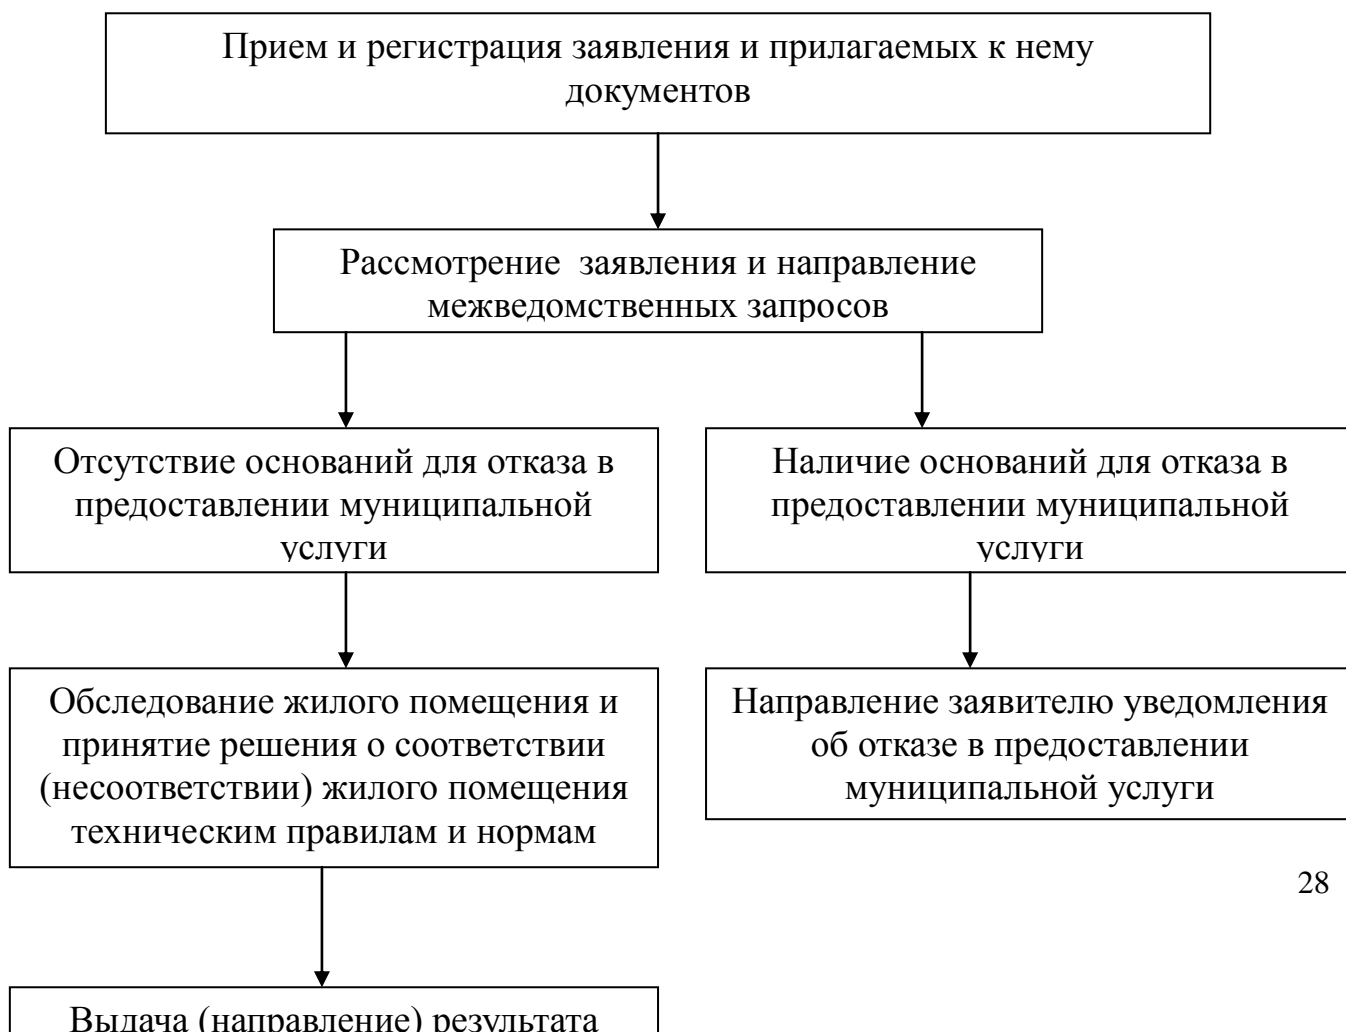 Прием и регистрация заявления и прилагаемых к нему
документов
Рассмотрение  заявления и направление
межведомственных запросов
Отсутствие оснований для отказа в
предоставлении муниципальной
услуги
Наличие оснований для отказа в
предоставлении муниципальной
услуги
Обследование жилого помещения и
принятие решения о соответствии
(несоответствии) жилого помещения
техническим правилам и нормам
Направление заявителю уведомления
об отказе в предоставлении
муниципальной услуги
28
Выдача (направление) результата